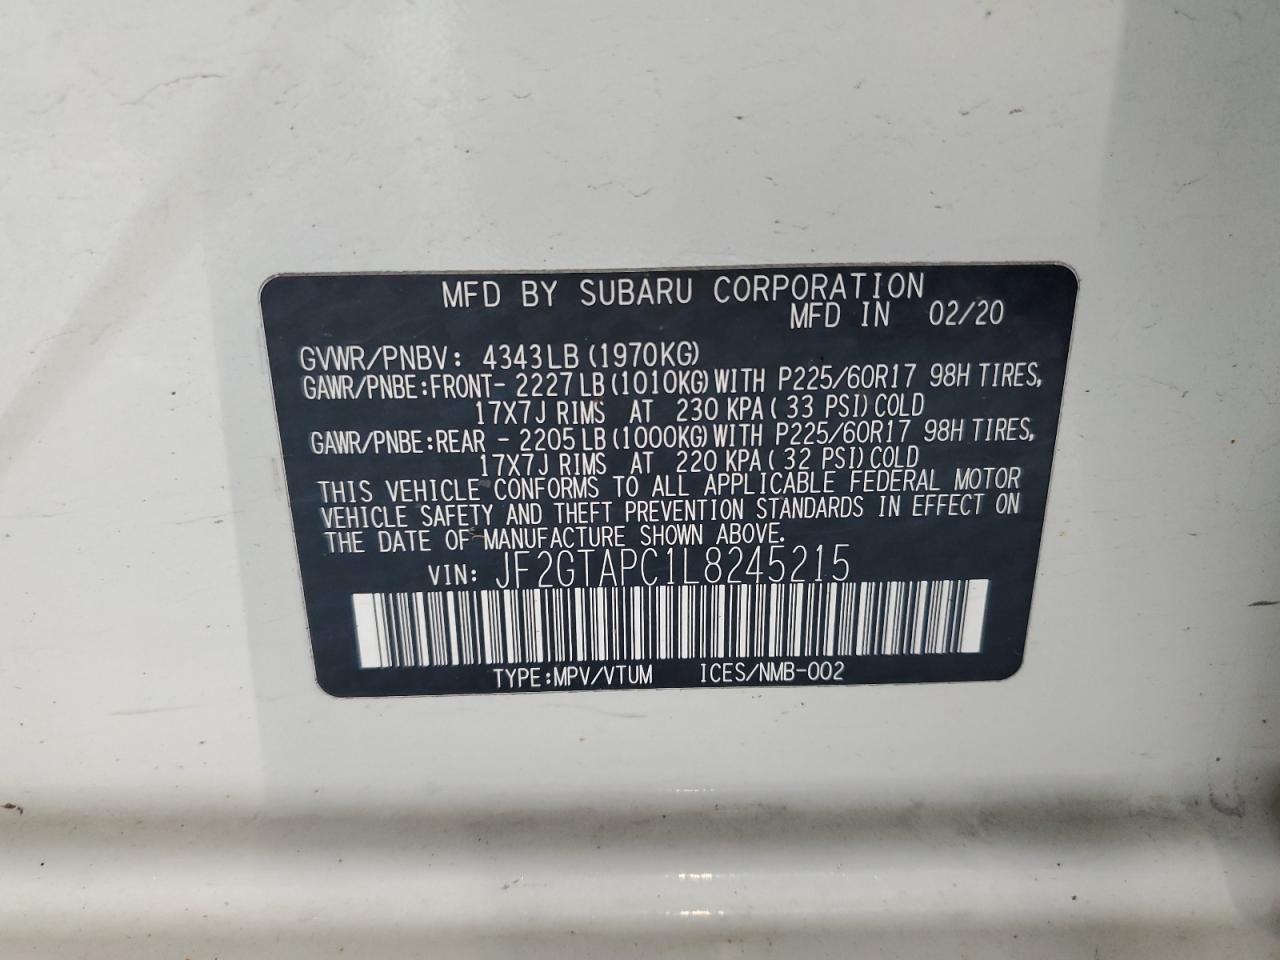 MFD BY SUBARU CORPORATION
MFD IN 02/20
GVWR/PNBV: 4343LB (1970KG)
GAWR/PNBE:FRONT- 2227LB (1010KG) WITH P225/60R17 98H TIRES,
17X7J RIMS AT 230 KPA( 33 PSI) COLD
GAWR/PNBE:REAR - 2205LB (1000KG) WITH P225/60R17 98H TIRES,
17X7J RIMS AT 220 KPA( 32 PSI) COLD
THIS VEHICLE CONFORMS TO ALL APPLICABLE FEDERAL MOTOR
VEHICLE SAFETY AND THEFT PREVENTION STANDARDS IN EFFECT ON
THE DATE OF MANUFACTURE SHOWN ABOVE.
VIN: JF2GTAPC1L8245215
TYPE:MPV/VTUM ICES/NMB-002